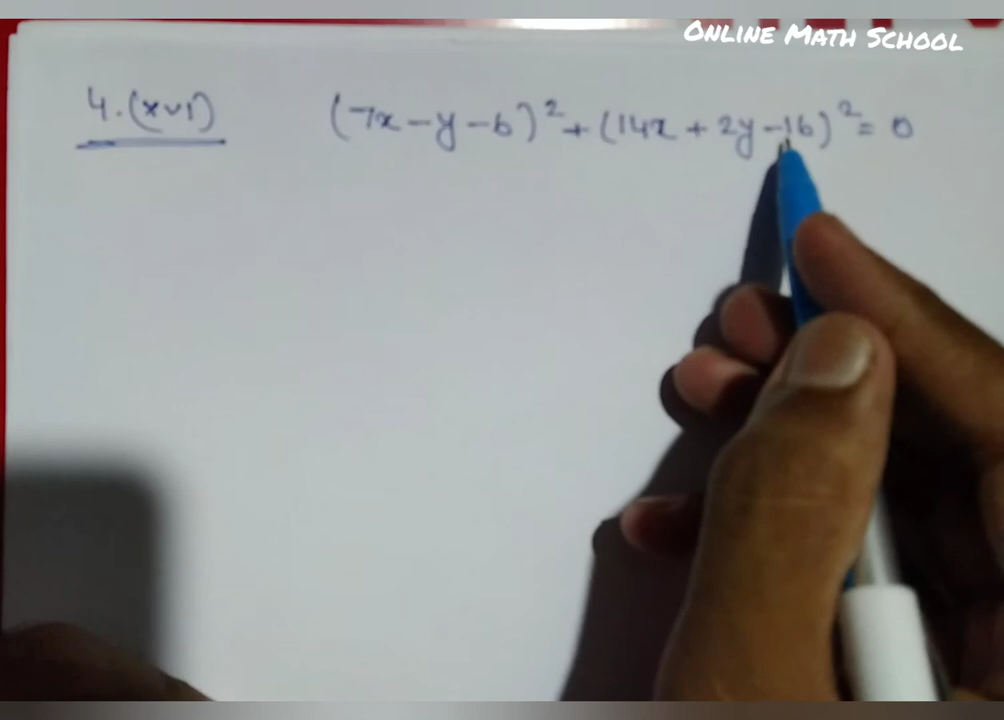 ONLINE MATH SCHOOL
4. (xvi) (7x - y - 6)² + (14x + 2y - 16)² = 0